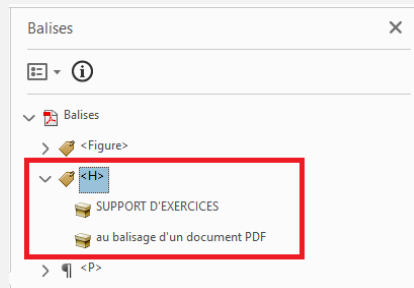 Balises
Balises
<Figure>
<H>
SUPPORT D'EXERCICES
au balisage d'un document PDF
<P>